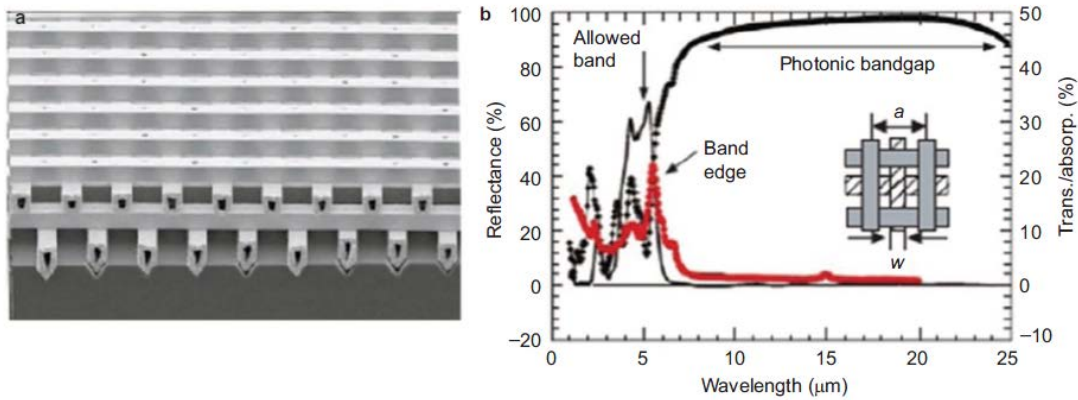 a
b
100
80
60
40
20
0
–20
Reflectance (%)
Allowed
band
Photonic bandgap
Band
edge
a
w
50
40
30
20
10
0
–10
Trans./absorp. (%)
0
5
10
15
20
25
Wavelength (μm)